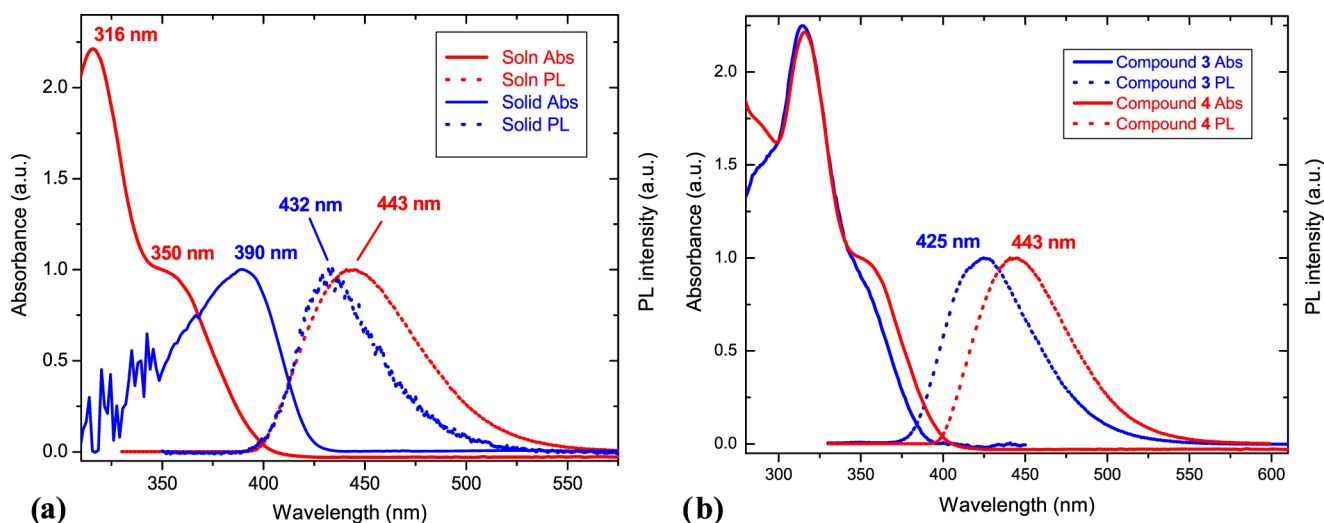 316 nm
Soln Abs
Soln PL
Solid Abs
Solid PL
432 nm
443 nm
350 nm
390 nm
Absorbance (a.u.)
PL intensity (a.u.)
2.0
1.5
1.0
0.5
0.0
350
400
450
500
550
Wavelength (nm)
(a)
Compound 3 Abs
Compound 3 PL
Compound 4 Abs
Compound 4 PL
425 nm
443 nm
Absorbance (a.u.)
PL intensity (a.u.)
2.0
1.5
1.0
0.5
0.0
300
350
400
450
500
550
600
Wavelength (nm)
(b)